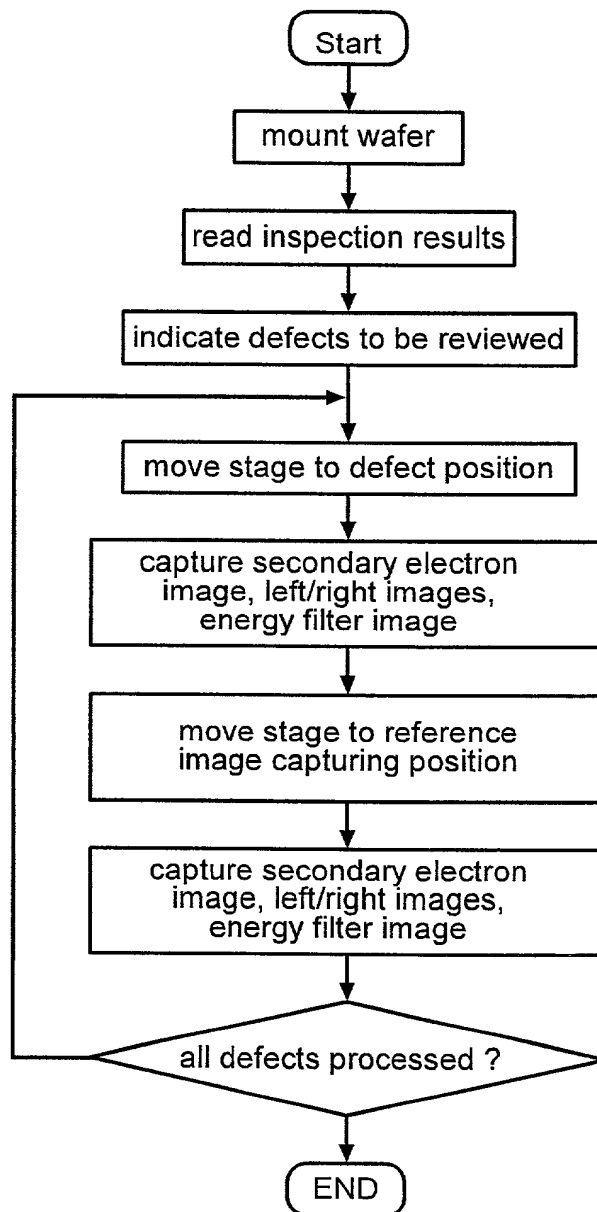 Start
mount wafer
read inspection results
indicate defects to be reviewed
move stage to defect position
capture secondary electron
image, left/right images,
energy filter image
move stage to reference
image capturing position
capture secondary electron
image, left/right images,
energy filter image
all defects processed ?
END